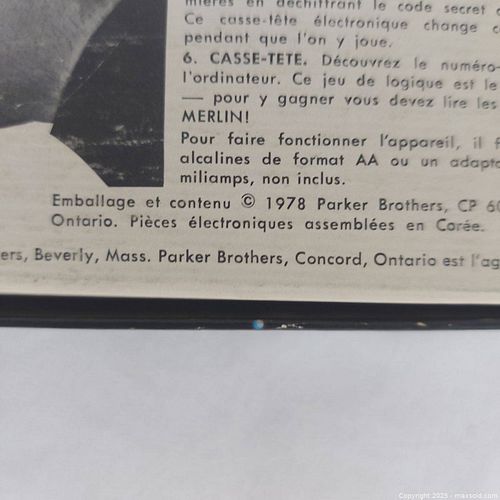 mières en déchiffrant le code secret
Ce casse-tête électronique change
pendant que l'on y joue.
6. CASSE-TETE. Découvrez le numéro-
l'ordinateur. Ce jeu de logique est le
— pour y gagner vous devez lire les
MERLIN!
Pour faire fonctionner l'appareil, il f
alcalines de format AA ou un adapt
miliamps, non inclus.
Emballage et contenu © 1978 Parker Brothers, CP 60
Ontario. Pièces électroniques assemblées en Corée.
ers, Beverly, Mass. Parker Brothers, Concord, Ontario est l'ag
Copyright 2025 - maxsold.com